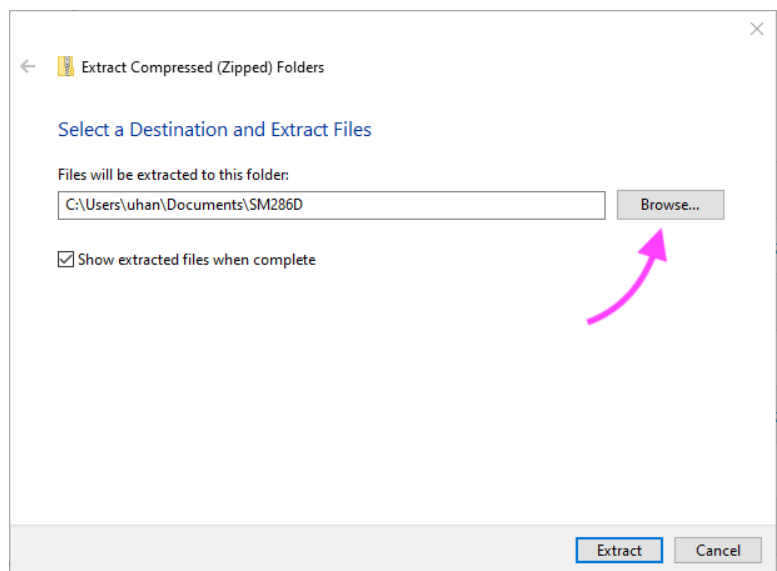 Extract Compressed (Zipped) Folders
Select a Destination and Extract Files
Files will be extracted to this folder:
C:\Users\uhan\Documents\SM286D
Browse...
Show extracted files when complete
Extract
Cancel